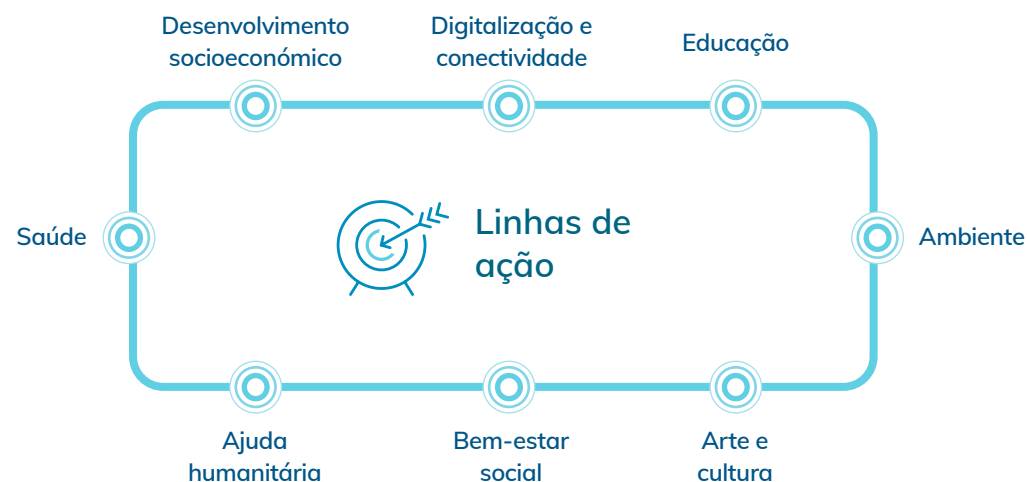 Desenvolvimento
socioeconómico
Digitalização e
conectividade
Educação
Saúde
Linhas de
ação
Ambiente
Ajuda
humanitária
Bem-estar
social
Arte e
cultura